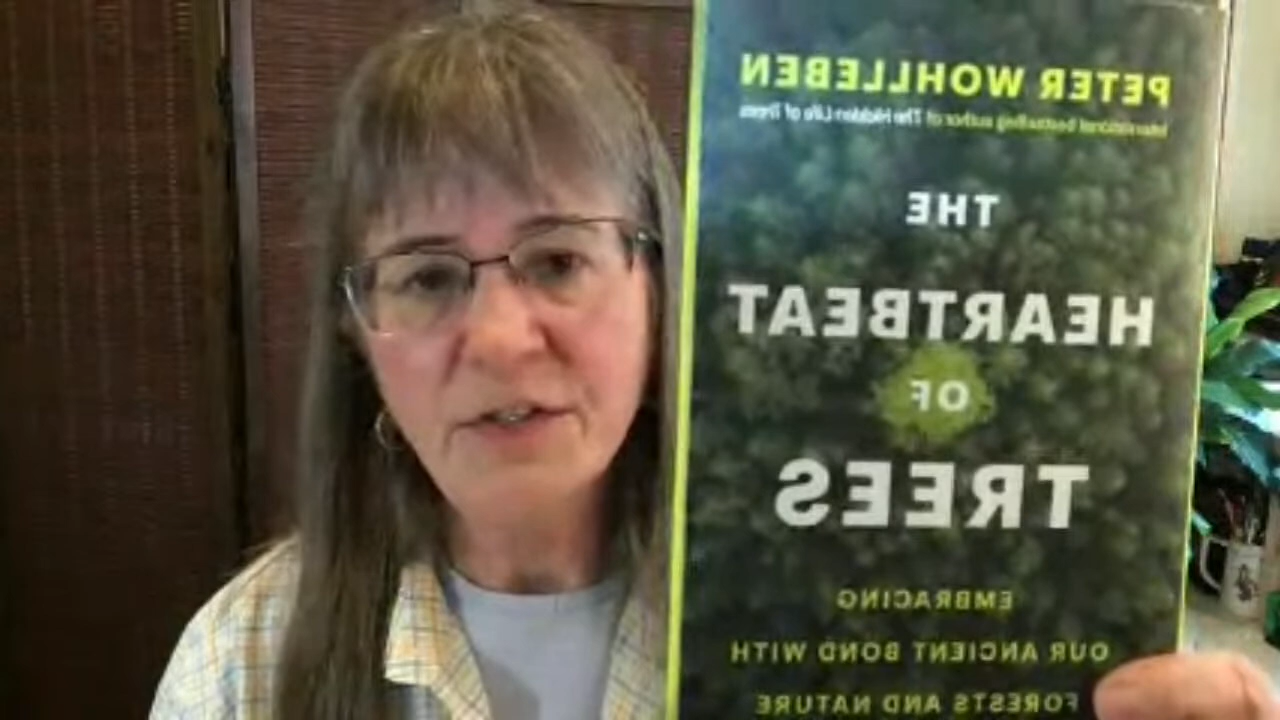 PETER WOHLLEBEN
International bestselling author of The Hidden Life of Trees
THE
HEARTBEAT
OF
TREES
EMBRACING
OUR ANCIENT BOND WITH
FORESTS AND NATURE